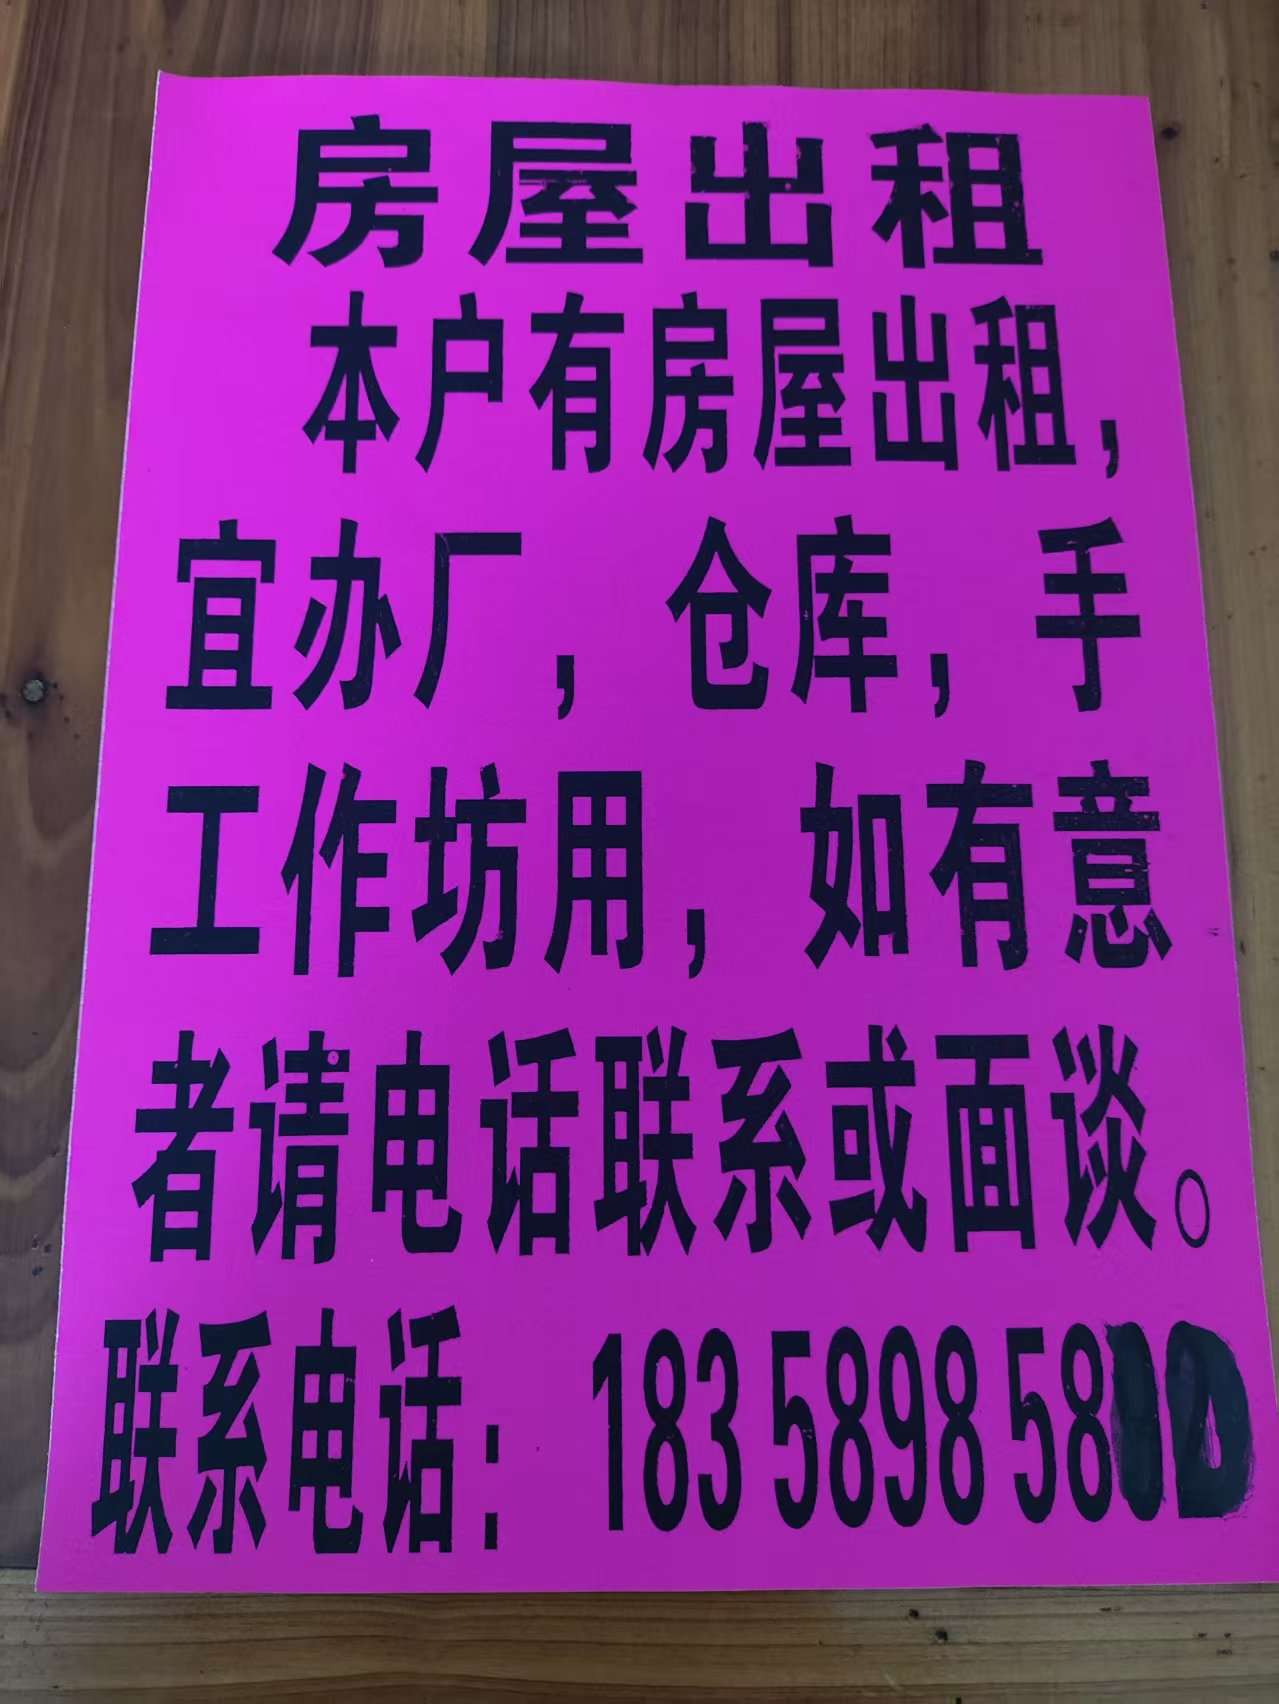 房屋出租
本户有房屋出租，
宜办厂，仓库，手
工作坊用，如有意
者请电话联系或面谈。
联系电话：183 5898 58